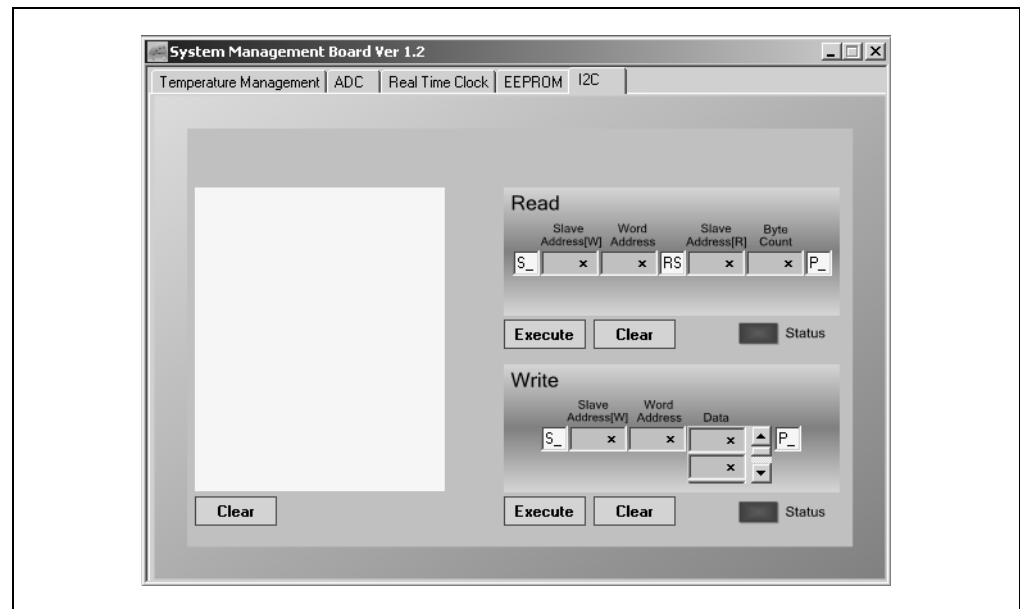 System Management Board Ver 1.2
Temperature Management ADC Real Time Clock EEPROM I2C
Read
Slave Word Slave Byte
Address[W] Address Address[R] Count
S_ x x RS x x P_
Execute Clear Status
Write
Slave Word
Address[W] Address Data
S_ x x x P_
x
Clear Execute Clear Status